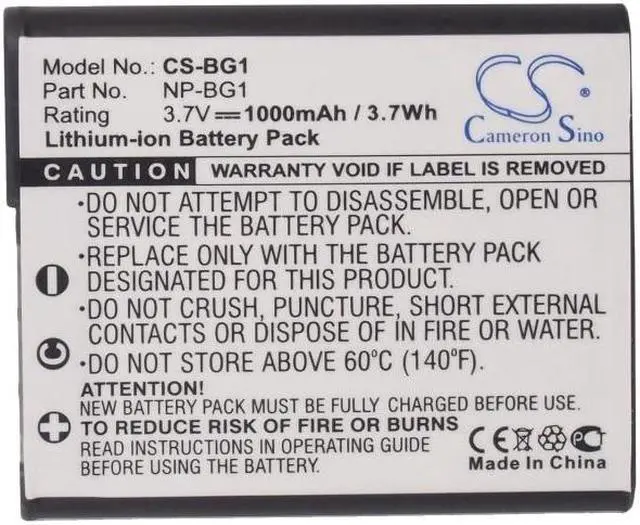 Model No.: CS-BG1
Part No. NP-BG1
Rating 3.7V⎓1000mAh / 3.7Wh
Lithium-ion Battery Pack
CS
Cameron Sino
CAUTION WARRANTY VOID IF LABEL IS REMOVED
·DO NOT ATTEMPT TO DISASSEMBLE, OPEN OR
SERVICE THE BATTERY PACK.
·REPLACE ONLY WITH THE BATTERY PACK
DESIGNATED FOR THIS DEVICE.
·DO NOT CRUSH, PUNCTURE, SHORT EXTERNAL
CONTACTS OR DISPOSE OF IN FIRE OR WATER.
·DO NOT STORE ABOVE 60°C (140°F).
ATTENTION!
NEW BATTERY PACK MUST BE FULLY CHARGED BEFORE USE.
TO REDUCE RISK OF FIRE OR BURNS
READ INSTRUCTIONS IN OPERATING GUIDE
BEFORE USING THE BATTERY.
C
CE
Made In China